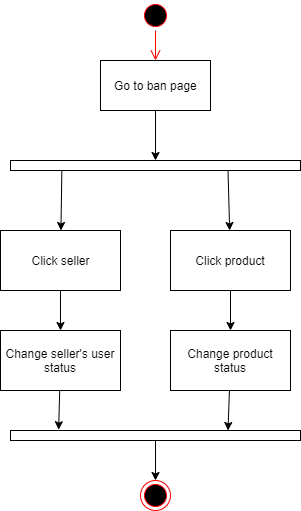 Go to ban page
Click seller
Click product
Change seller's user
status
Change product
status